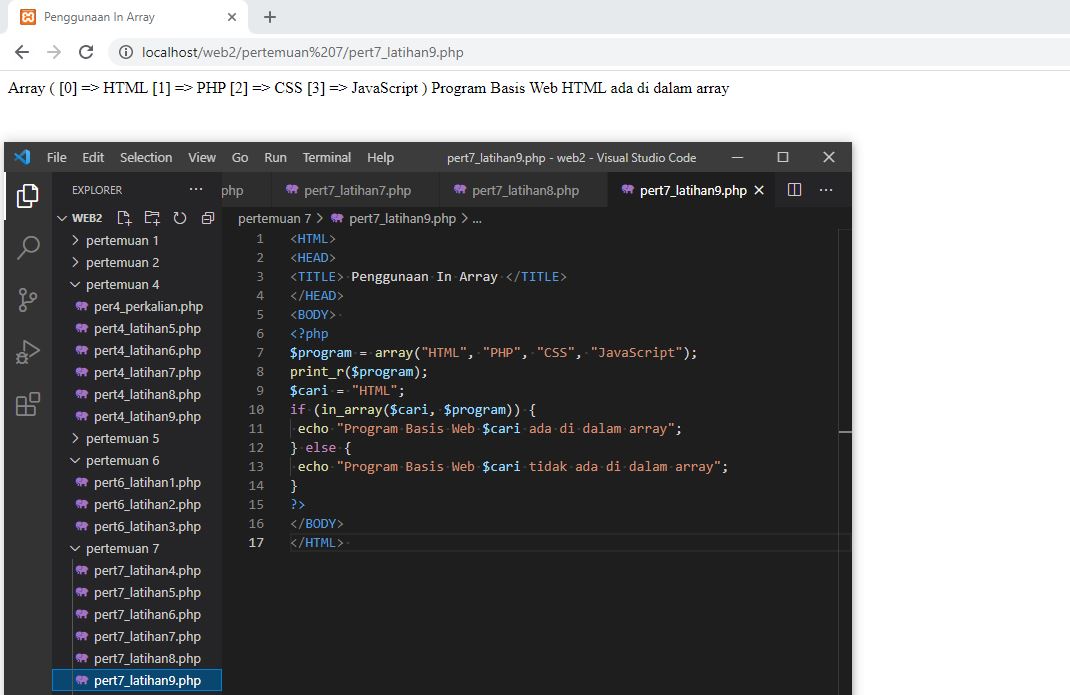 Penggunaan In Array
localhost/web2/pertemuan%207/pert7_latihan9.php
Array ( [0] => HTML [1] => PHP [2] => CSS [3] => JavaScript ) Program Basis Web HTML ada di dalam array
File Edit Selection View Go Run Terminal Help pert7_latihan9.php - web2 - Visual Studio Code
EXPLORER ...
php pert7_latihan7.php pert7_latihan8.php pert7_latihan9.php ...
WEB2
pertemuan 1
pertemuan 2
pertemuan 4
per4_perkalian.php
pert4_latihan5.php
pert4_latihan6.php
pert4_latihan7.php
pert4_latihan8.php
pert4_latihan9.php
pertemuan 5
pertemuan 6
pert6_latihan1.php
pert6_latihan2.php
pert6_latihan3.php
pertemuan 7
pert7_latihan4.php
pert7_latihan5.php
pert7_latihan6.php
pert7_latihan7.php
pert7_latihan8.php
pert7_latihan9.php
pertemuan 7 > pert7_latihan9.php > ...
1 <HTML>
2 <HEAD>
3 <TITLE> Penggunaan In Array </TITLE>
4 </HEAD>
5 <BODY>
6 <?php
7 $program = array("HTML", "PHP", "CSS", "JavaScript");
8 print_r($program);
9 $cari = "HTML";
10 if (in_array($cari, $program)) {
11 echo "Program Basis Web $cari ada di dalam array";
12 } else {
13 echo "Program Basis Web $cari tidak ada di dalam array";
14 }
15 ?>
16 </BODY>
17 </HTML>